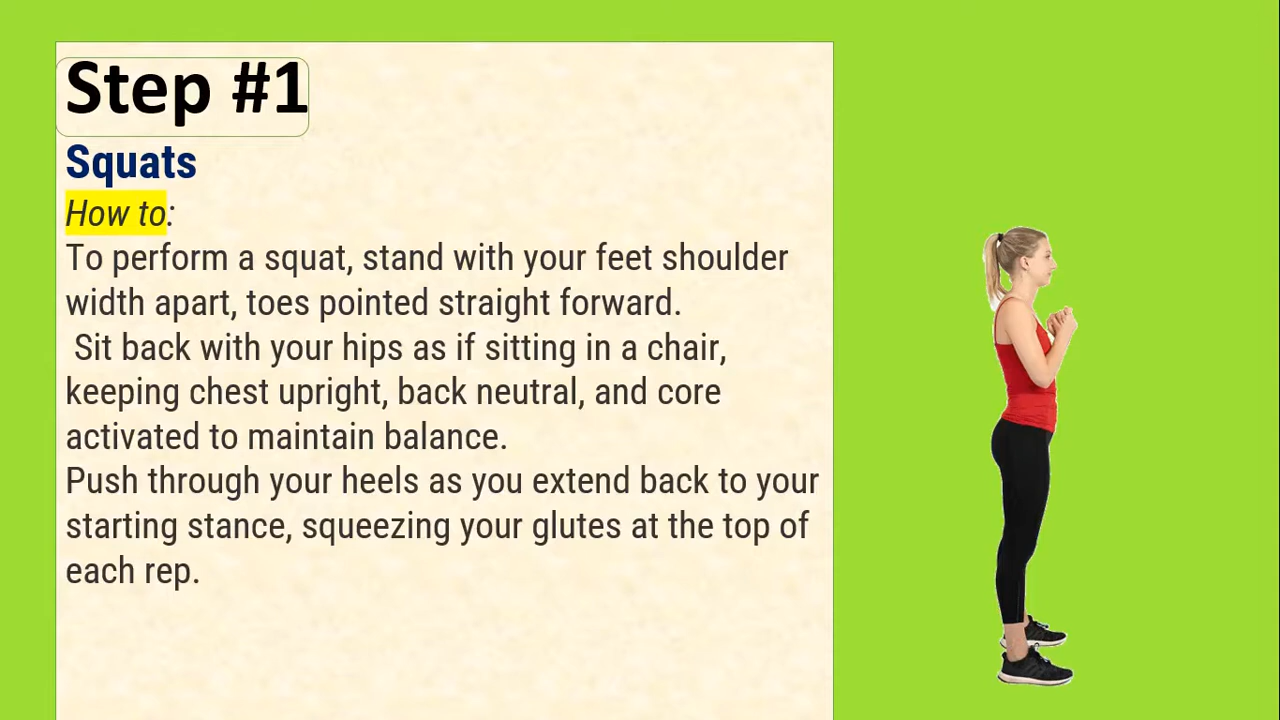 Step #1
Squats
How to:
To perform a squat, stand with your feet shoulder
width apart, toes pointed straight forward.
Sit back with your hips as if sitting in a chair,
keeping chest upright, back neutral, and core
activated to maintain balance.
Push through your heels as you extend back to your
starting stance, squeezing your glutes at the top of
each rep.